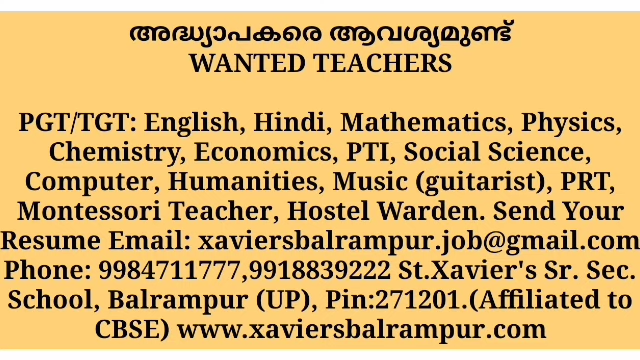 അദ്ധ്യാപകരെ ആവശ്യമുണ്ട്
WANTED TEACHERS
PGT/TGT: English, Hindi, Mathematics, Physics,
Chemistry, Economics, PTI, Social Science,
Computer, Humanities, Music (guitarist), PRT,
Montessori Teacher, Hostel Warden. Send Your
Resume Email: xaviersbalrampur.job@gmail.com
Phone: 9984711777,9918839222 St.Xavier's Sr. Sec.
School, Balrampur (UP), Pin:271201.(Affiliated to
CBSE) www.xaviersbalrampur.com